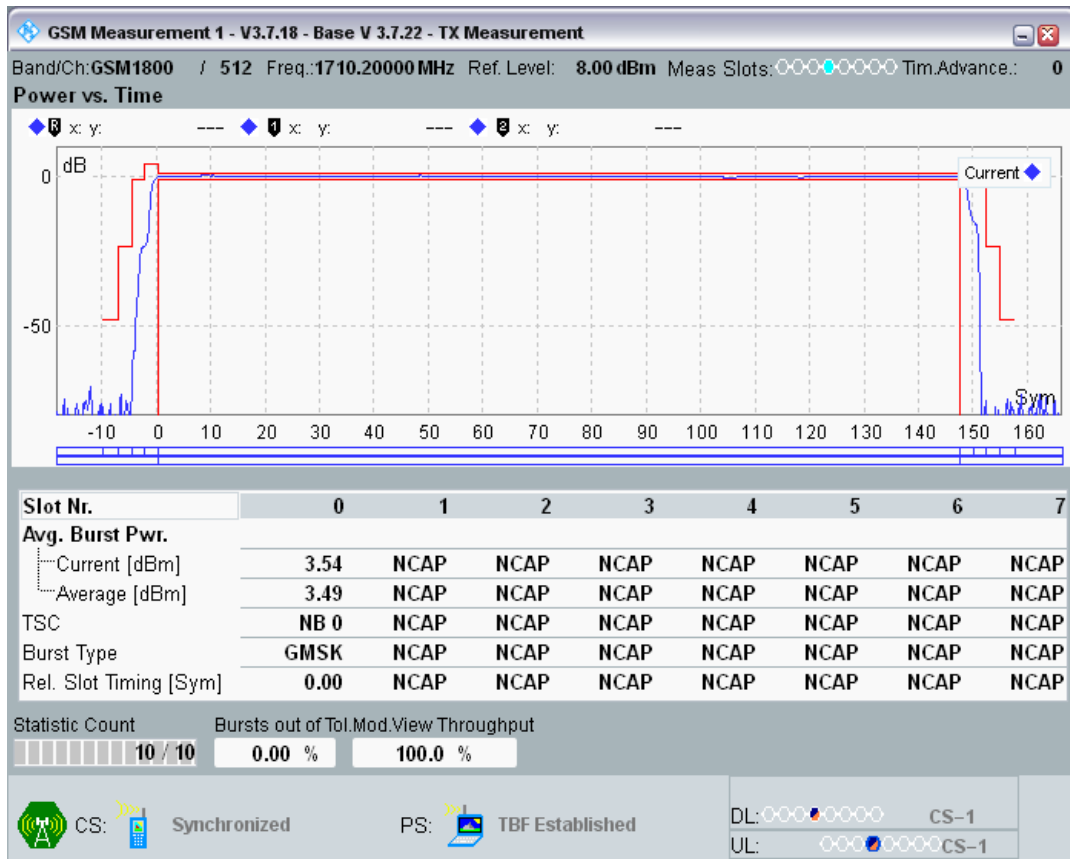 GSM Measurement 1 - V3.7.18 - Base V 3.7.22 - TX Measurement
Band/Ch:GSM1800 / 512 Freq.:1710.20000 MHz Ref. Level: 8.00 dBm Meas Slots: Tim.Advance.: 0
Power vs. Time
R x: y: --- 1 x: y: --- 2 x: y: ---
dB
Current
0
-50
Sym
-10 0 10 20 30 40 50 60 70 80 90 100 110 120 130 140 150 160
Slot Nr. 0 1 2 3 4 5 6 7
Avg. Burst Pwr.
Current [dBm] 3.54 NCAP NCAP NCAP NCAP NCAP NCAP NCAP
Average [dBm] 3.49 NCAP NCAP NCAP NCAP NCAP NCAP NCAP
TSC NB 0 NCAP NCAP NCAP NCAP NCAP NCAP NCAP
Burst Type GMSK NCAP NCAP NCAP NCAP NCAP NCAP NCAP
Rel. Slot Timing [Sym] 0.00 NCAP NCAP NCAP NCAP NCAP NCAP NCAP
Statistic Count Bursts out of Tol.Mod.View Throughput
10 / 10 0.00 % 100.0 %
CS: Synchronized PS: TBF Established
DL: CS-1
UL: CS-1